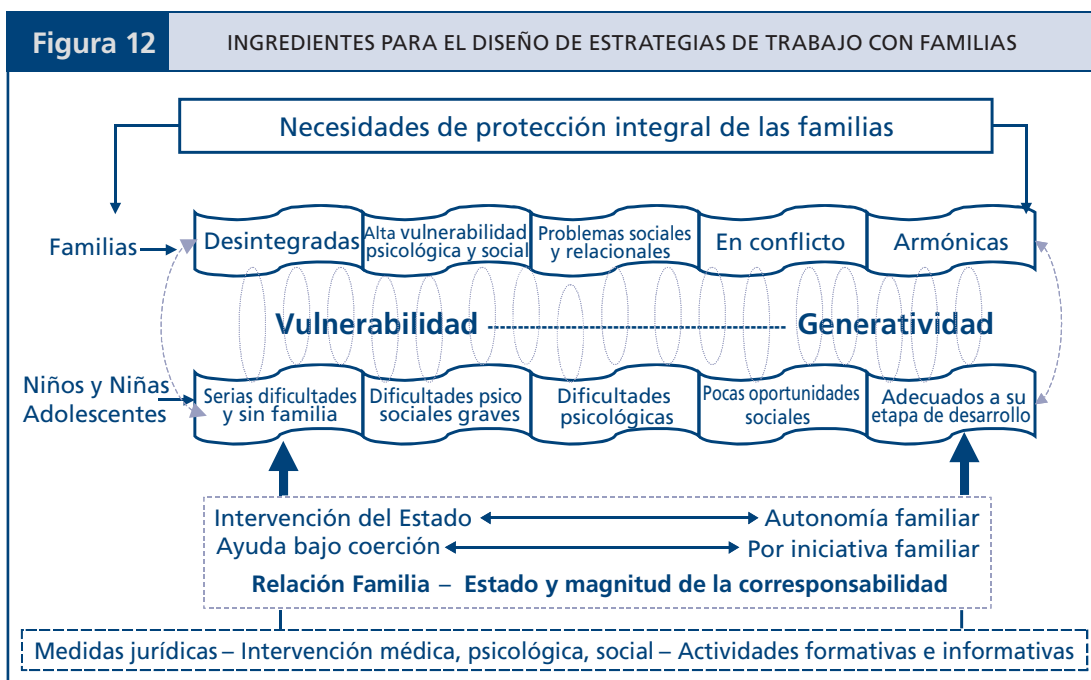 Figura 12
INGREDIENTES PARA EL DISEÑO DE ESTRATEGIAS DE TRABAJO CON FAMILIAS
Necesidades de protección integral de las familias
Familias
Desintegradas
Alta vulnerabilidad
psicológica y social
Problemas sociales
y relacionales
En conflicto
Armónicas
Vulnerabilidad
Generatividad
Niños y Niñas
Adolescentes
Serias dificultades
y sin familia
Dificultades psico
sociales graves
Dificultades
psicológicas
Pocas oportunidades
sociales
Adecuados a su
etapa de desarrollo
Intervención del Estado
Autonomía familiar
Ayuda bajo coerción
Por iniciativa familiar
Relación Familia – Estado y magnitud de la corresponsabilidad
Medidas jurídicas – Intervención médica, psicológica, social – Actividades formativas e informativas